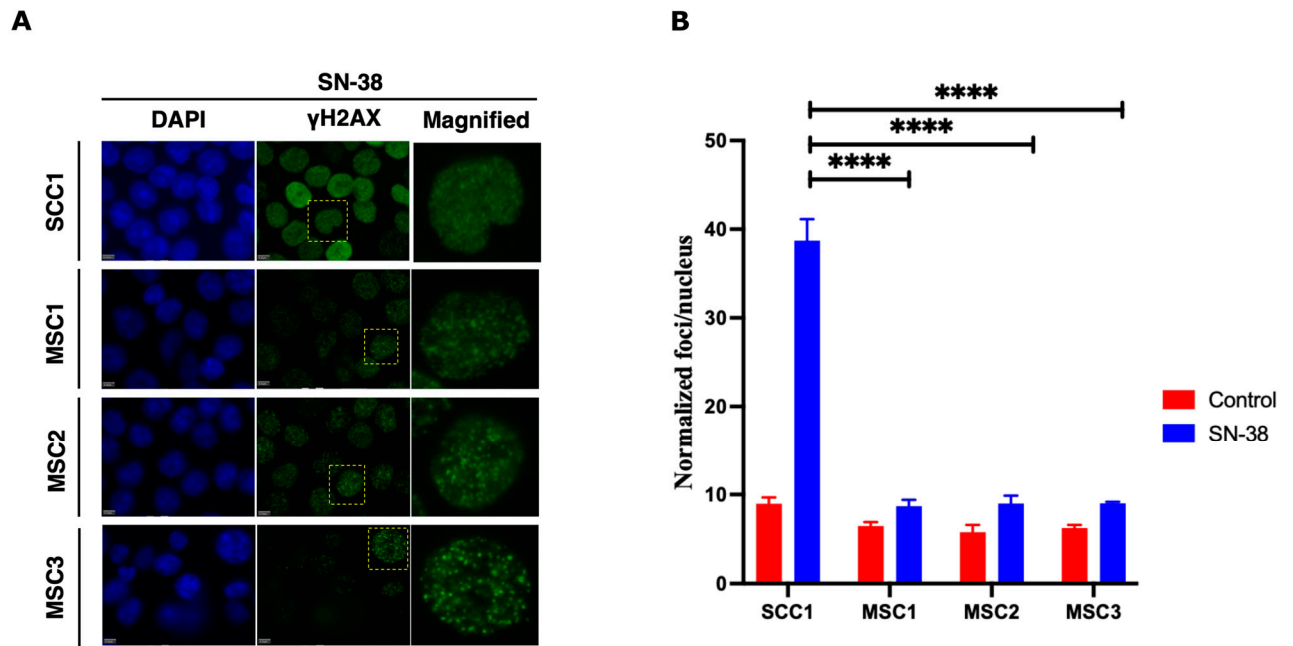 A
SN-38
DAPI γH2AX Magnified
SCC1
MSC1
MSC2
MSC3
B
****
****
****
Normalized foci/nucleus
50
40
30
20
10
0
SCC1 MSC1 MSC2 MSC3
Control
SN-38